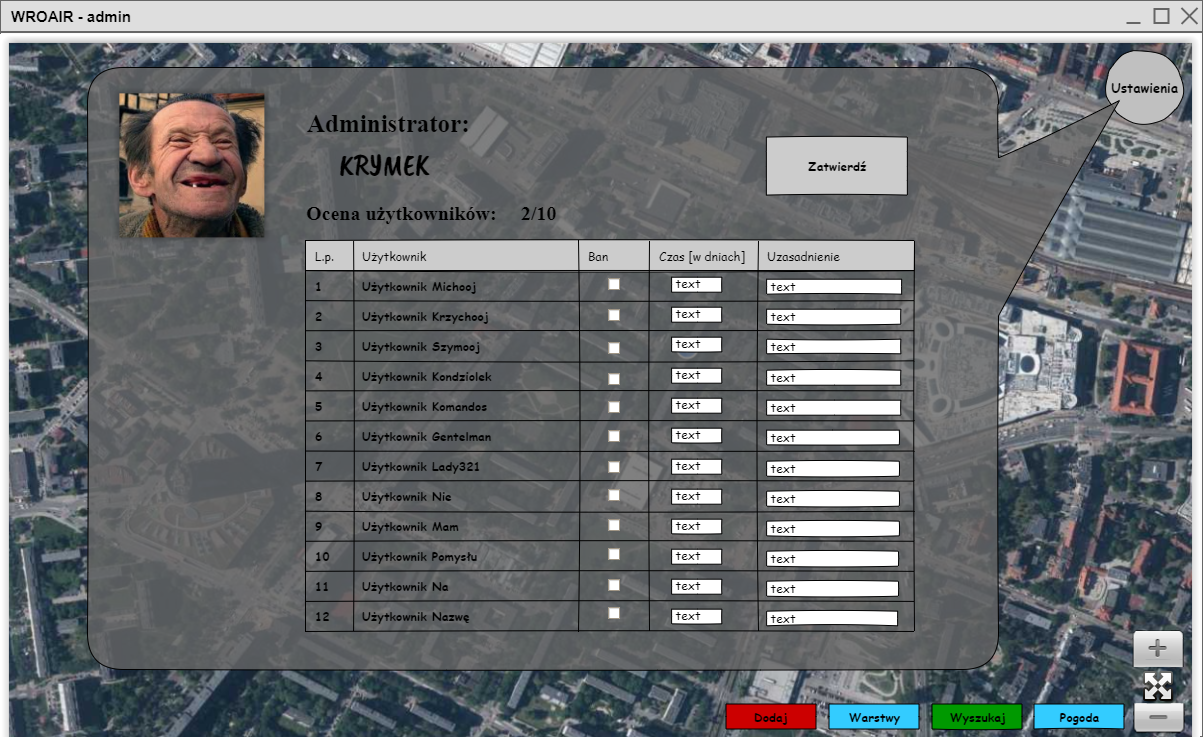 WROAIR - admin
Ustawienia
Administrator:
KRYMEK
Zatwierdź
Ocena użytkowników: 2/10
L.p. Użytkownik Ban Czas [w dniach] Uzasadnienie
1 Użytkownik Michooj text text
2 Użytkownik Krzychooj text text
3 Użytkownik Szymooj text text
4 Użytkownik Kondziolek text text
5 Użytkownik Komandos text text
6 Użytkownik Gentelman text text
7 Użytkownik Lady321 text text
8 Użytkownik Nie text text
9 Użytkownik Mam text text
10 Użytkownik Pomysłu text text
11 Użytkownik Na text text
12 Użytkownik Nazwę text text
Dodaj Warstwy Wyszukaj Pogoda